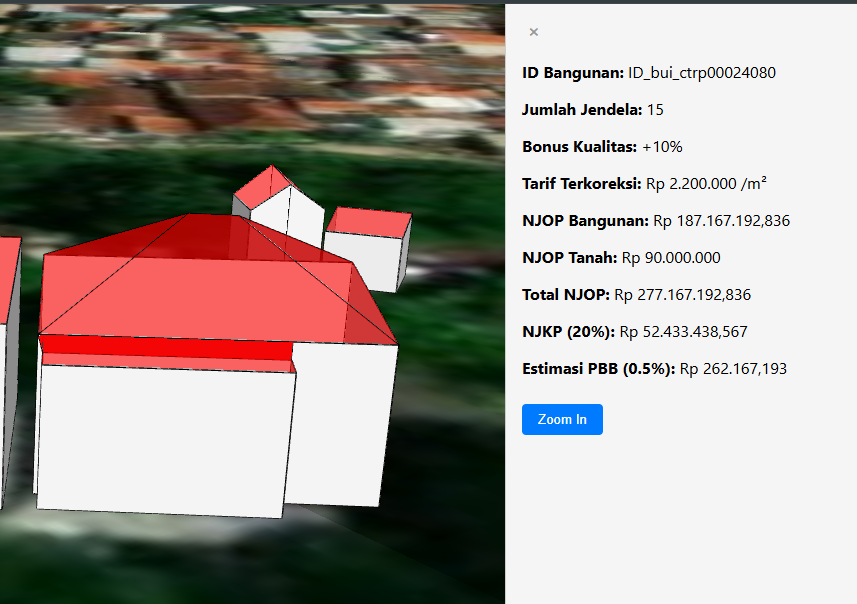 ×
ID Bangunan: ID_bui_ctrp00024080
Jumlah Jendela: 15
Bonus Kualitas: +10%
Tarif Terkoreksi: Rp 2.200.000 /m²
NJOP Bangunan: Rp 187.167.192,836
NJOP Tanah: Rp 90.000.000
Total NJOP: Rp 277.167.192,836
NJKP (20%): Rp 52.433.438,567
Estimasi PBB (0.5%): Rp 262.167,193
Zoom In